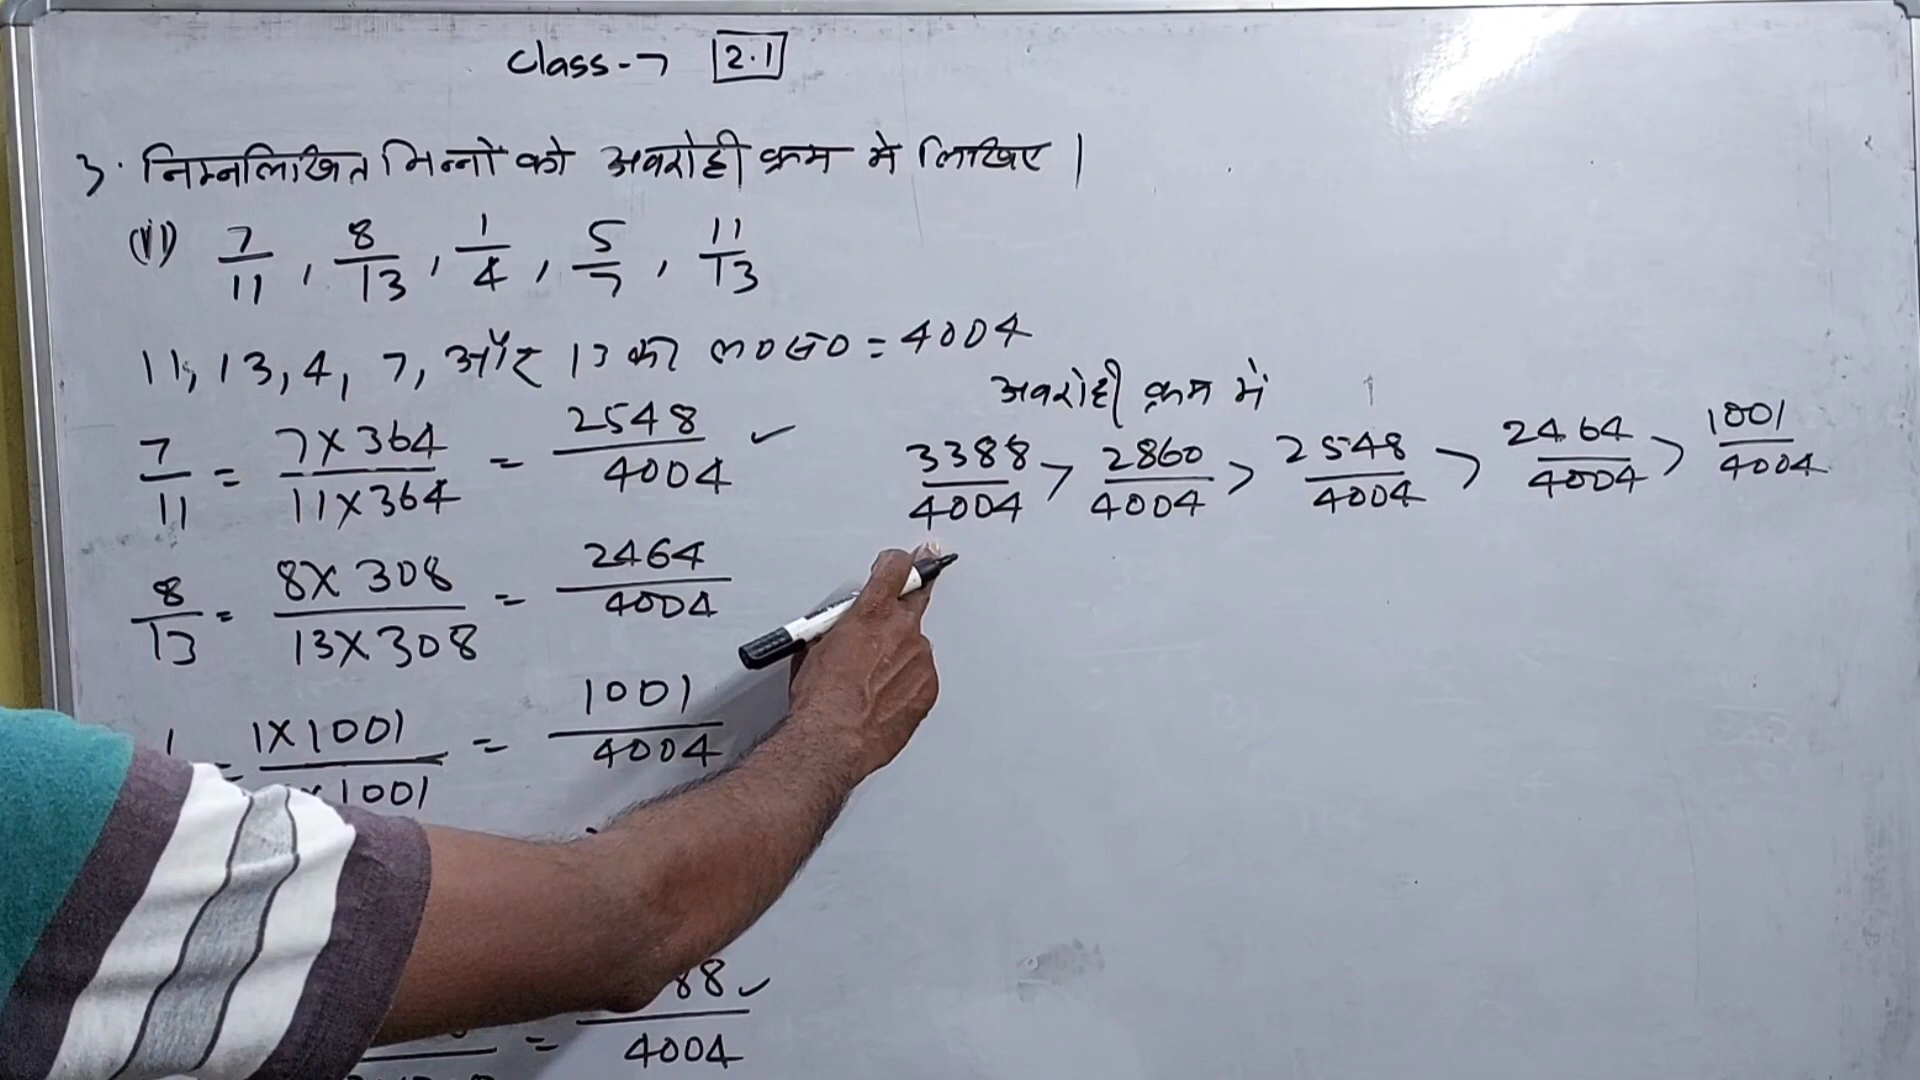 Class-7 2.1
3. निम्नलिखित भिन्नों को अवरोही क्रम मे लिखिए।
(ii) 7/11, 8/13, 1/4, 5/7, 11/13
11, 13, 4, 7, और 13 का ल०स० = 4004
7/11 = 7×364/11×364 = 2548/4004 ✓
8/13 = 8×308/13×308 = 2464/4004
= 1×1001/×1001 = 1001/4004
88/4004 ✓
अवरोही क्रम में
3388/4004 > 2860/4004 > 2548/4004 > 2464/4004 > 1001/4004